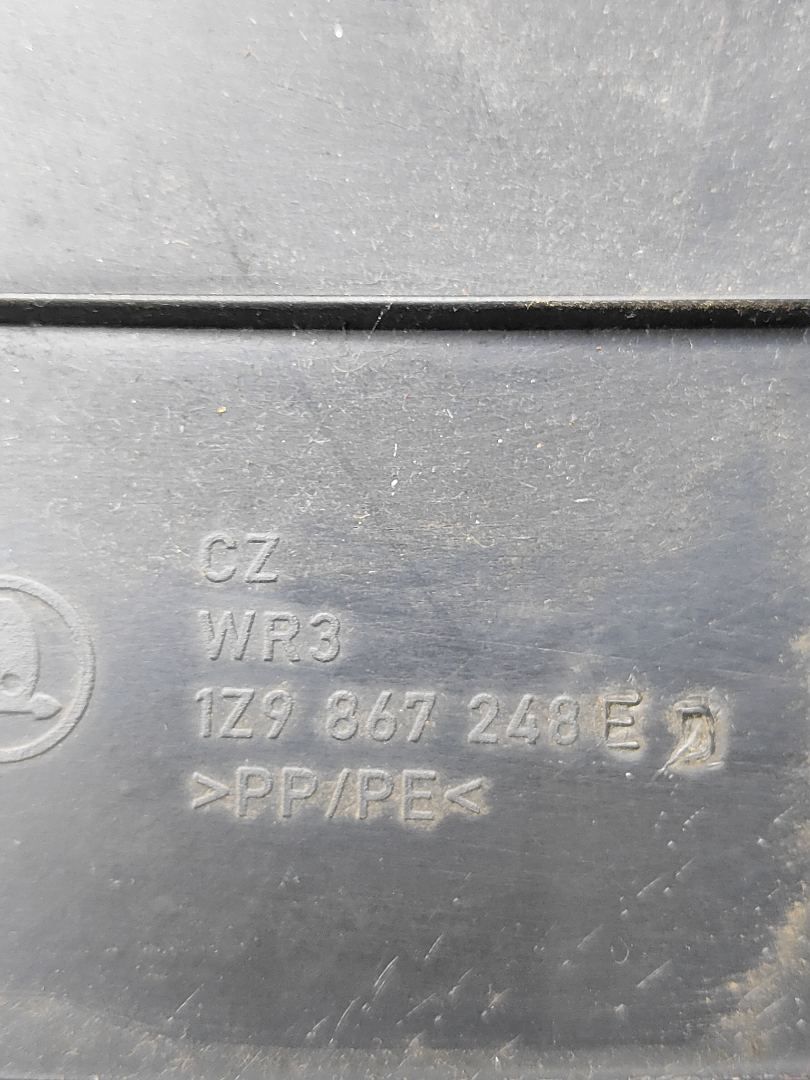 CZ
WR3
1Z9 867 248 E
>PP/PE<